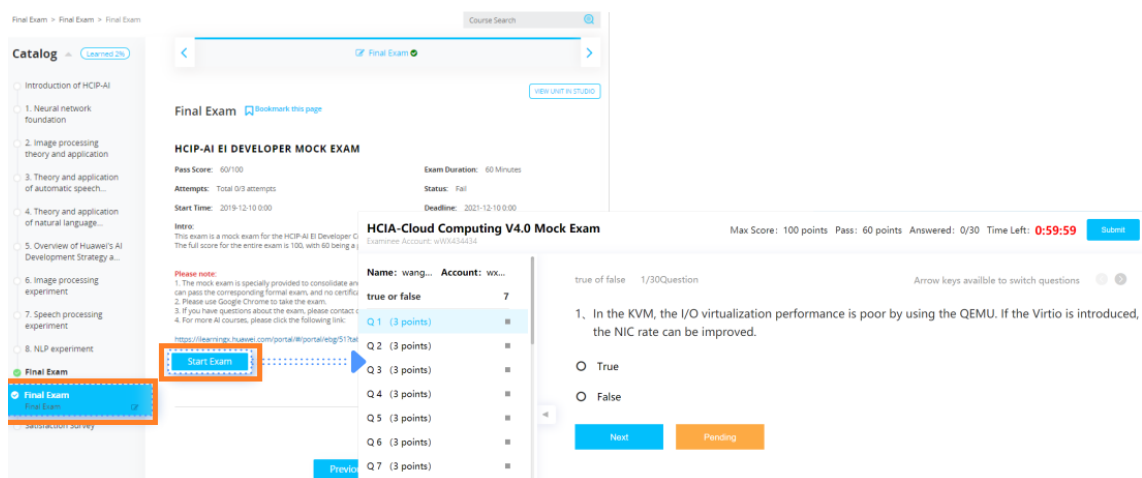 Final Exam > Final Exam > Final Exam
Course Search
Catalog
Learned 2%
Introduction of HCIP-AI
1. Neural network
foundation
2. Image processing
theory and application
3. Theory and application
of automatic speech...
4. Theory and application
of natural language...
5. Overview of Huawei's AI
Development Strategy a...
6. Image processing
experiment
7. Speech processing
experiment
8. NLP experiment
Final Exam
Final Exam
Final Exam
Satisfaction Survey
Final Exam
VIEW UNIT IN STUDIO
Final Exam
Bookmark this page
HCIP-AI EI DEVELOPER MOCK EXAM
Pass Score: 60/100
Exam Duration: 60 Minutes
Attempts: Total 0/3 attempts
Status: Fail
Start Time: 2019-12-10 0:00
Deadline: 2021-12-10 0:00
Intro:
This exam is a mock exam for the HCIP-AI EI Developer
The full score for the entire exam is 100, with 60 being a
Please note:
1. The mock exam is specially provided to consolidate an
can pass the corresponding formal exam, and no certific
2. Please use Google Chrome to take the exam.
3. If you have questions about the exam, please contact
4. For more AI courses, please click the following link:
https://ilearningx.huawei.com/portal/#/portal/ebg/51?tab
Start Exam
Previo
HCIA-Cloud Computing V4.0 Mock Exam
Examinee Account: wWX434434
Max Score: 100 points Pass: 60 points Answered: 0/30 Time Left: 0:59:59
Submit
Name: wang... Account: wx...
true or false 7
Q 1 (3 points)
Q 2 (3 points)
Q 3 (3 points)
Q 4 (3 points)
Q 5 (3 points)
Q 6 (3 points)
Q 7 (3 points)
true of false 1/30Question
Arrow keys availble to switch questions
1、In the KVM, the I/O virtualization performance is poor by using the QEMU. If the Virtio is introduced,
the NIC rate can be improved.
True
False
Next
Pending